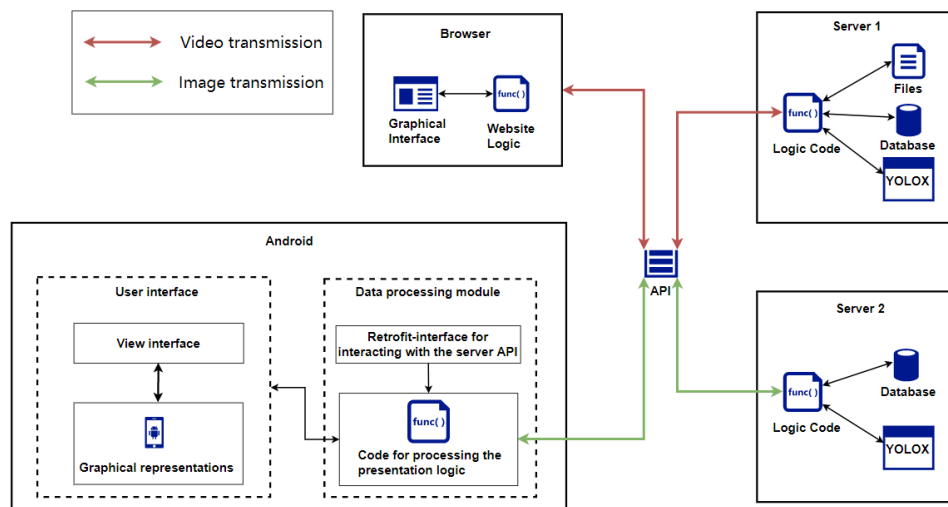 Video transmission
Image transmission
Browser
Graphical
Interface
func( )
Website
Logic
Server 1
func( )
Logic Code
Files
Database
YOLOX
Android
User interface
View interface
Graphical representations
Data processing module
Retrofit-interface for
interacting with the server API
func( )
Code for processing the
presentation logic
API
Server 2
func( )
Logic Code
Database
YOLOX